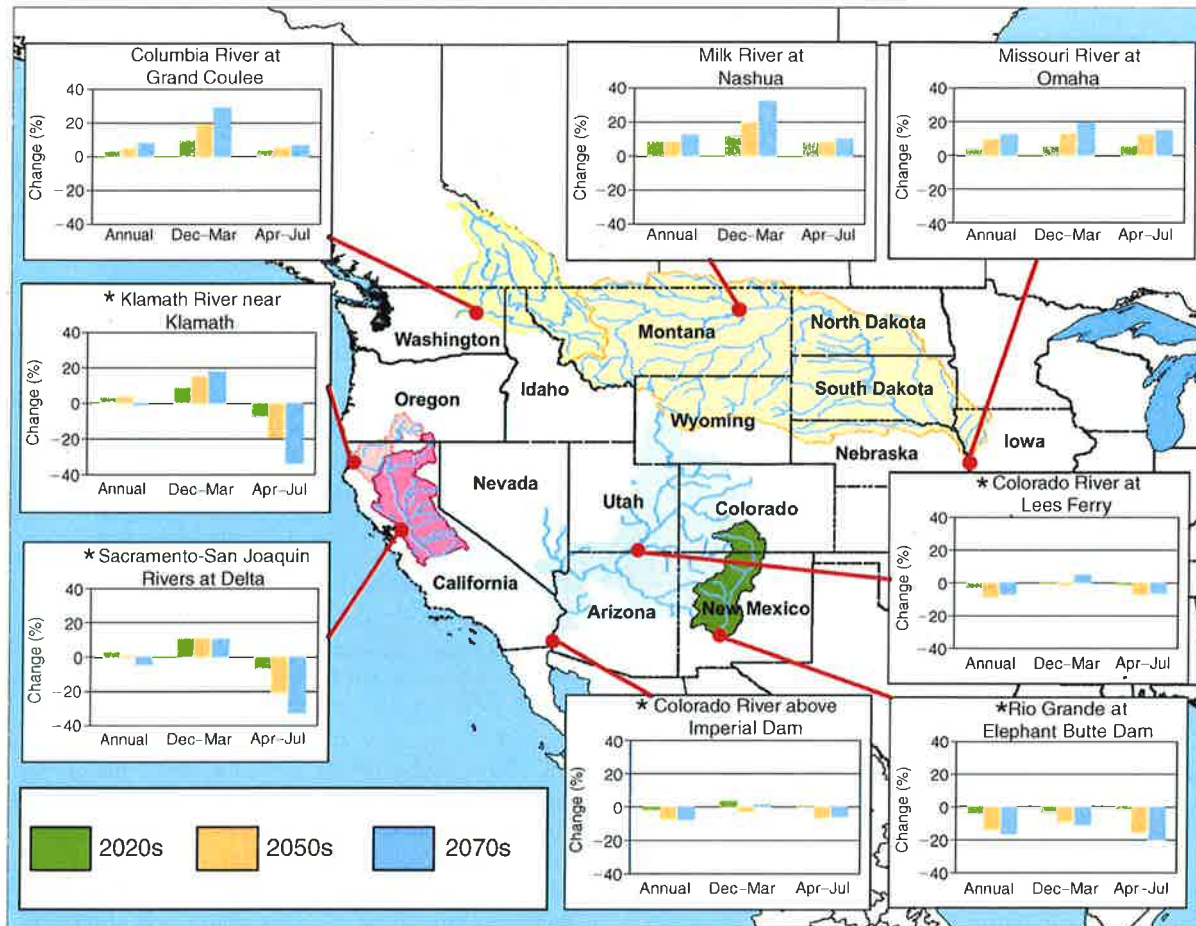 Columbia River at
Grand Coulee
Change (%)
40
20
0
−20
−40
Annual
Dec–Mar
Apr–Jul
Milk River at
Nashua
Change (%)
40
20
0
−20
−40
Annual
Dec–Mar
Apr–Jul
Missouri River at
Omaha
Change (%)
40
20
0
−20
−40
Annual
Dec–Mar
Apr–Jul
* Klamath River near
Klamath
Change (%)
40
20
0
−20
−40
Annual
Dec–Mar
Apr–Jul
Washington
Montana
North Dakota
Idaho
Oregon
South Dakota
Wyoming
Iowa
Nebraska
Nevada
Utah
Colorado
California
Arizona
New Mexico
* Colorado River at
Lees Ferry
Change (%)
40
20
0
−20
−40
Annual
Dec–Mar
Apr–Jul
* Sacramento-San Joaquin
Rivers at Delta
Change (%)
40
20
0
−20
−40
Annual
Dec–Mar
Apr–Jul
* Colorado River above
Imperial Dam
Change (%)
40
20
0
−20
−40
Annual
Dec–Mar
Apr–Jul
*Rio Grande at
Elephant Butte Dam
Change (%)
40
20
0
−20
−40
Annual
Dec–Mar
Apr–Jul
2020s
2050s
2070s